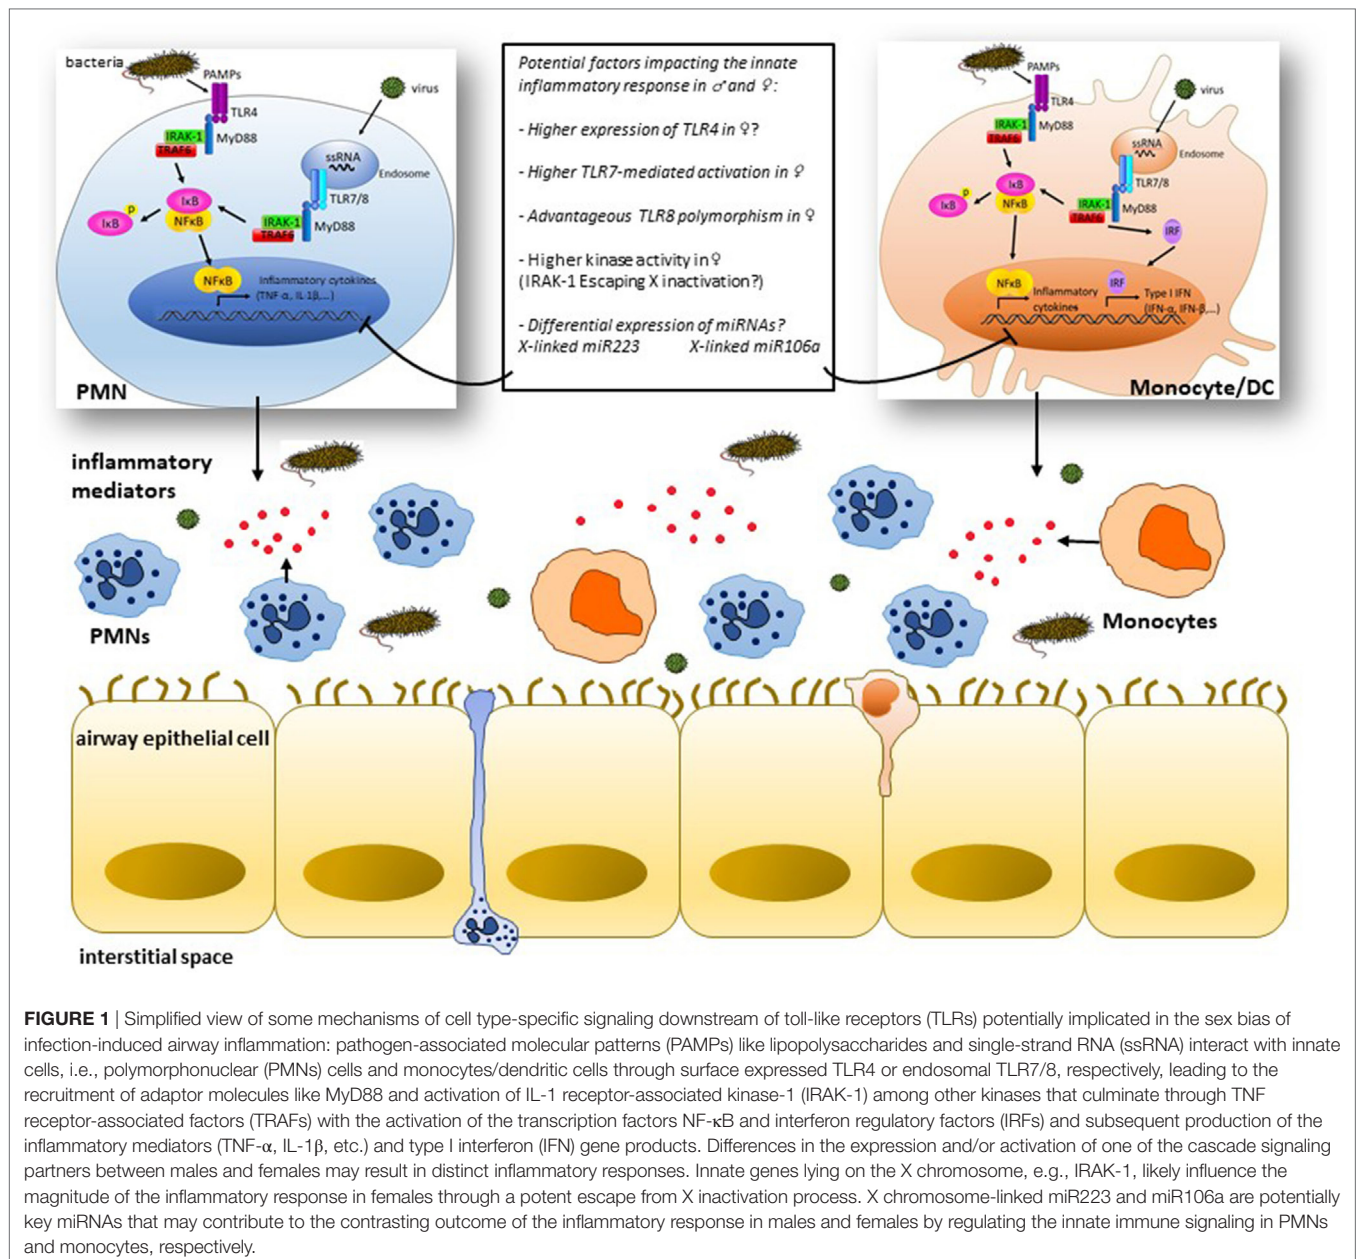 bacteria
PAMPs
virus
TLR4
IRAK-1
MyD88
TRAF6
ssRNA
Endosome
TLR7/8
IκB
p
IκB
NFκB
IRAK-1
MyD88
TRAF6
NFκB
Inflammatory cytokines
(TNF α, IL-1β,...)
PMN
Potential factors impacting the innate
inflammatory response in ♂ and ♀:
- Higher expression of TLR4 in ♀?
- Higher TLR7-mediated activation in ♀
- Advantageous TLR8 polymorphism in ♀
- Higher kinase activity in ♀
(IRAK-1 Escaping X inactivation?)
- Differential expression of miRNAs?
X-linked miR223 X-linked miR106a
PAMPs
virus
TLR4
IRAK-1
MyD88
TRAF6
ssRNA
Endosome
TLR7/8
IκB
p
IκB
NFκB
IRAK-1
MyD88
TRAF6
IRF
NFκB
IRF
Inflammatory
cytokines
Type I IFN
(IFN-α, IFN-β,...)
Monocyte/DC
inflammatory
mediators
PMNs
Monocytes
airway epithelial cell
interstitial space
FIGURE 1 | Simplified view of some mechanisms of cell type-specific signaling downstream of toll-like receptors (TLRs) potentially implicated in the sex bias of
infection-induced airway inflammation: pathogen-associated molecular patterns (PAMPs) like lipopolysaccharides and single-strand RNA (ssRNA) interact with innate
cells, i.e., polymorphonuclear (PMNs) cells and monocytes/dendritic cells through surface expressed TLR4 or endosomal TLR7/8, respectively, leading to the
recruitment of adaptor molecules like MyD88 and activation of IL-1 receptor-associated kinase-1 (IRAK-1) among other kinases that culminate through TNF
receptor-associated factors (TRAFs) with the activation of the transcription factors NF-κB and interferon regulatory factors (IRFs) and subsequent production of the
inflammatory mediators (TNF-α, IL-1β, etc.) and type I interferon (IFN) gene products. Differences in the expression and/or activation of one of the cascade signaling
partners between males and females may result in distinct inflammatory responses. Innate genes lying on the X chromosome, e.g., IRAK-1, likely influence the
magnitude of the inflammatory response in females through a potent escape from X inactivation process. X chromosome-linked miR223 and miR106a are potentially
key miRNAs that may contribute to the contrasting outcome of the inflammatory response in males and females by regulating the innate immune signaling in PMNs
and monocytes, respectively.